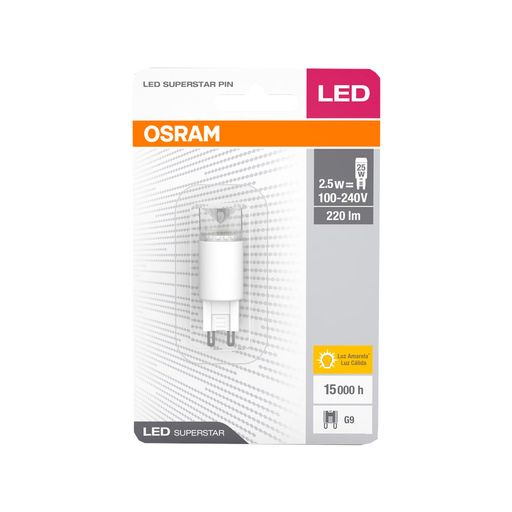 LED SUPERSTAR PIN
LED
OSRAM
25
W
2.5W=
100-240V
220 lm
Luz Amarela
Luz Cálida
15000 h
G9
LED SUPERSTAR